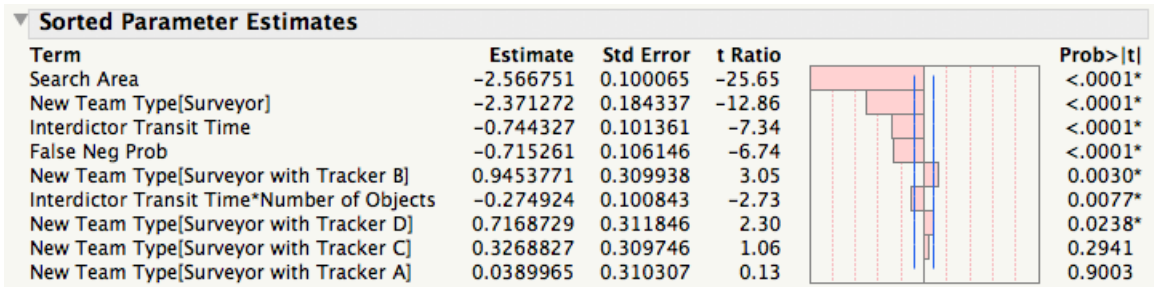 Sorted Parameter Estimates
Term Estimate Std Error t Ratio Prob>|t|
Search Area -2.566751 0.100065 -25.65 <.0001*
New Team Type[Surveyor] -2.371272 0.184337 -12.86 <.0001*
Interdictor Transit Time -0.744327 0.101361 -7.34 <.0001*
False Neg Prob -0.715261 0.106146 -6.74 <.0001*
New Team Type[Surveyor with Tracker B] 0.9453771 0.309938 3.05 0.0030*
Interdictor Transit Time*Number of Objects -0.274924 0.100843 -2.73 0.0077*
New Team Type[Surveyor with Tracker D] 0.7168729 0.311846 2.30 0.0238*
New Team Type[Surveyor with Tracker C] 0.3268827 0.309746 1.06 0.2941
New Team Type[Surveyor with Tracker A] 0.0389965 0.310307 0.13 0.9003